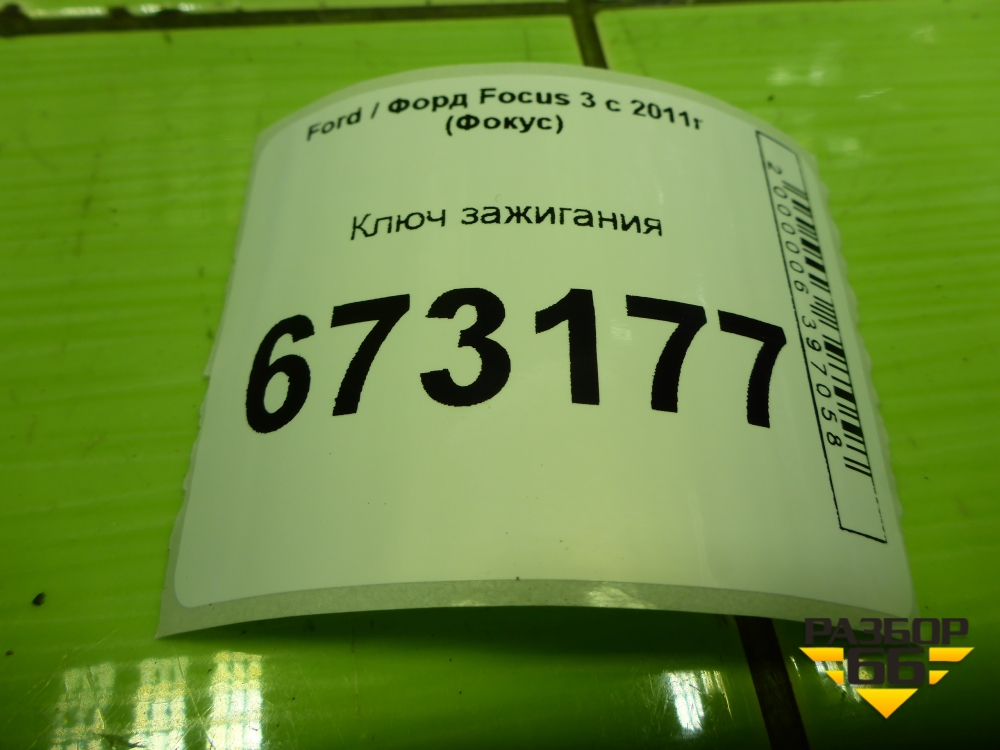 Ford / Форд Focus 3 с 2011г
(Фокус)
Ключ зажигания
673177
2000006397058
РАЗБОР
66